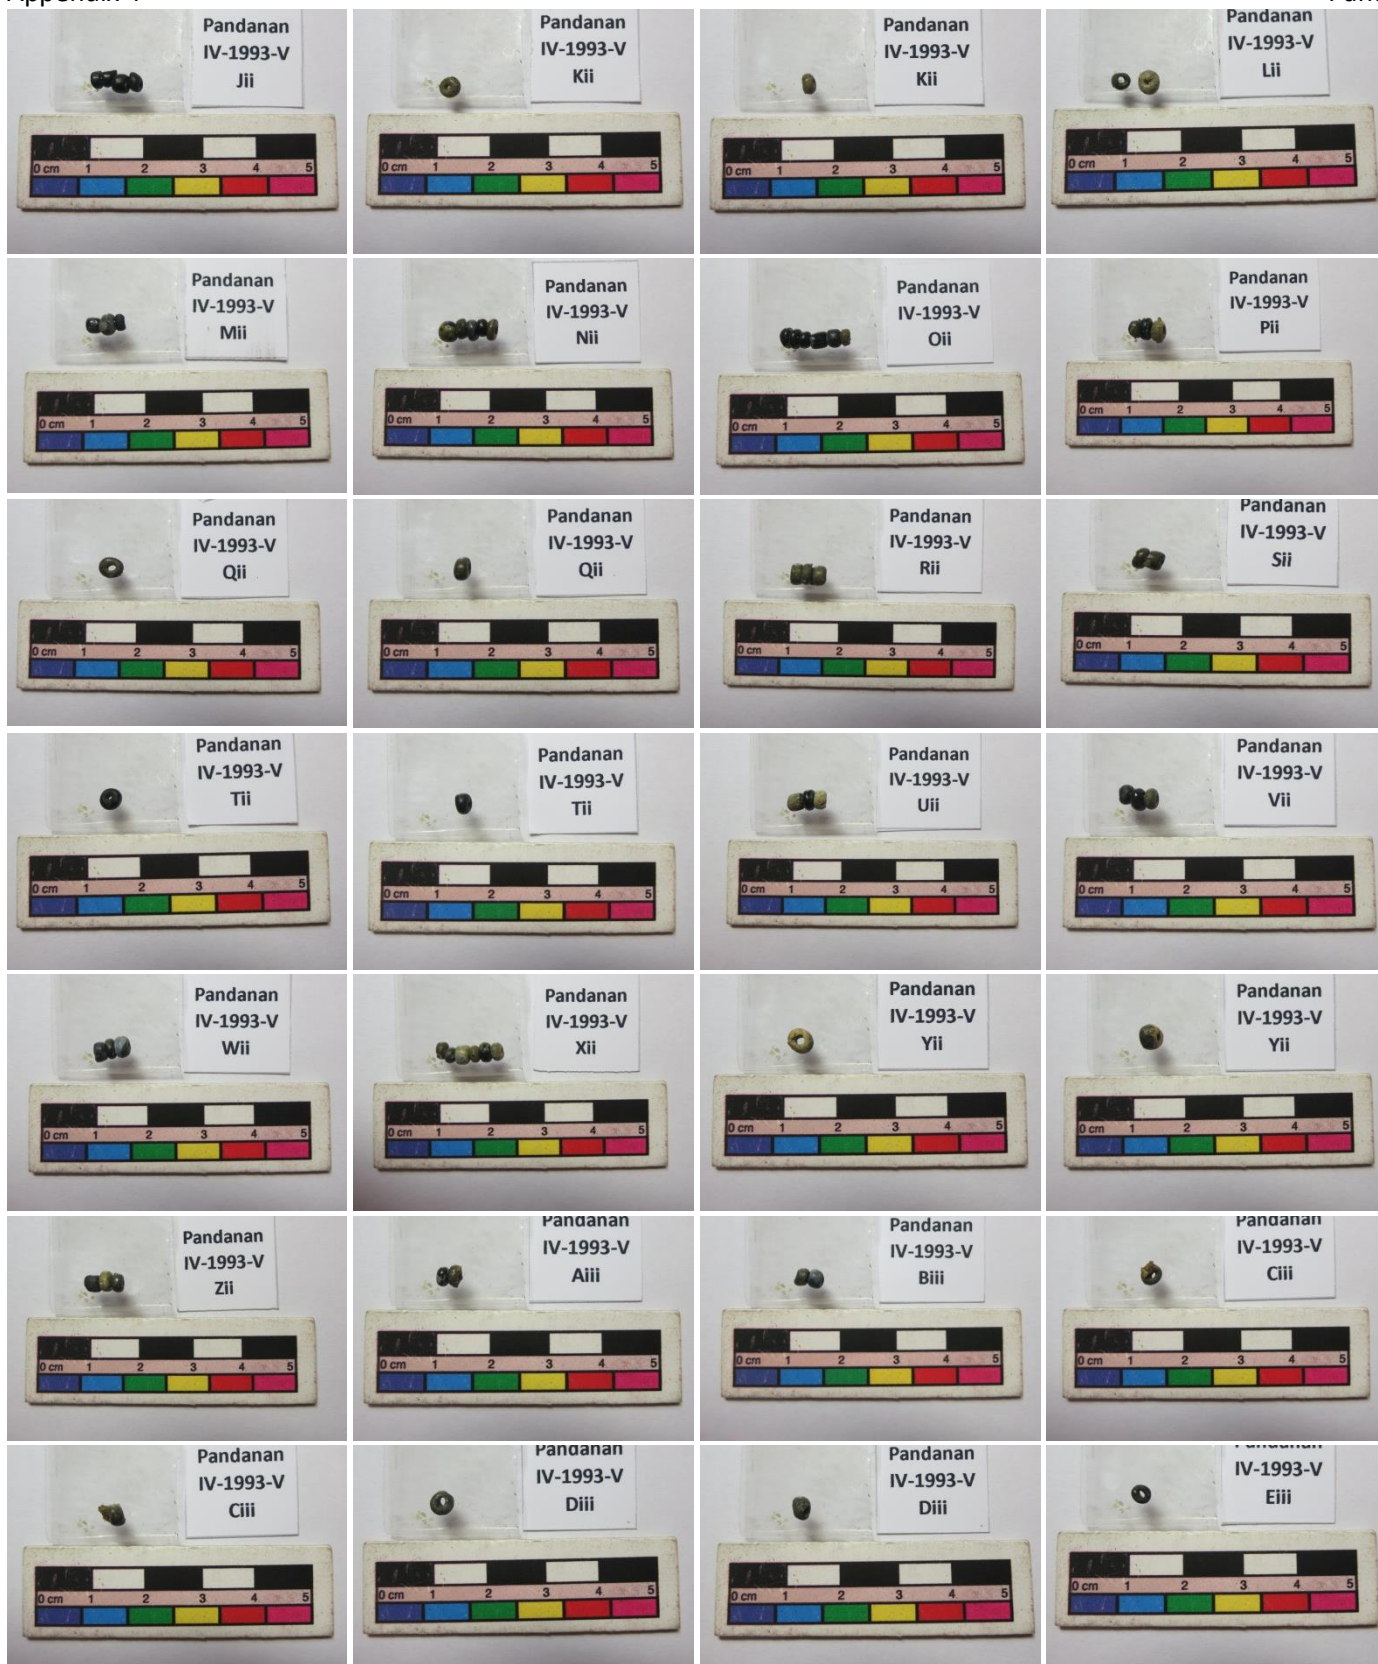 Appendix
Pandanan
IV-1993-V
Jii
0 cm 1 2 3 4 5
Pandanan
IV-1993-V
Kii
0 cm 1 2 3 4 5
Pandanan
IV-1993-V
Kii
0 cm 1 2 3 4 5
Pandanan
IV-1993-V
Lii
0 cm 1 2 3 4 5
Pandanan
IV-1993-V
Mii
0 cm 1 2 3 4 5
Pandanan
IV-1993-V
Nii
0 cm 1 2 3 4 5
Pandanan
IV-1993-V
Oii
0 cm 1 2 3 4 5
Pandanan
IV-1993-V
Pii
0 cm 1 2 3 4 5
Pandanan
IV-1993-V
Qii
0 cm 1 2 3 4 5
Pandanan
IV-1993-V
Qii
0 cm 1 2 3 4 5
Pandanan
IV-1993-V
Rii
0 cm 1 2 3 4 5
Pandanan
IV-1993-V
Sii
0 cm 1 2 3 4 5
Pandanan
IV-1993-V
Tii
0 cm 1 2 3 4 5
Pandanan
IV-1993-V
Tii
0 cm 1 2 3 4 5
Pandanan
IV-1993-V
Uii
0 cm 1 2 3 4 5
Pandanan
IV-1993-V
Vii
0 cm 1 2 3 4 5
Pandanan
IV-1993-V
Wii
0 cm 1 2 3 4 5
Pandanan
IV-1993-V
Xii
0 cm 1 2 3 4 5
Pandanan
IV-1993-V
Yii
0 cm 1 2 3 4 5
Pandanan
IV-1993-V
Yii
0 cm 1 2 3 4 5
Pandanan
IV-1993-V
Zii
0 cm 1 2 3 4 5
Pandanan
IV-1993-V
Aiii
0 cm 1 2 3 4 5
Pandanan
IV-1993-V
Biii
0 cm 1 2 3 4 5
Pandanan
IV-1993-V
Ciii
0 cm 1 2 3 4 5
Pandanan
IV-1993-V
Ciii
0 cm 1 2 3 4 5
Pandanan
IV-1993-V
Diii
0 cm 1 2 3 4 5
Pandanan
IV-1993-V
Diii
0 cm 1 2 3 4 5
IV-1993-V
Eiii
0 cm 1 2 3 4 5